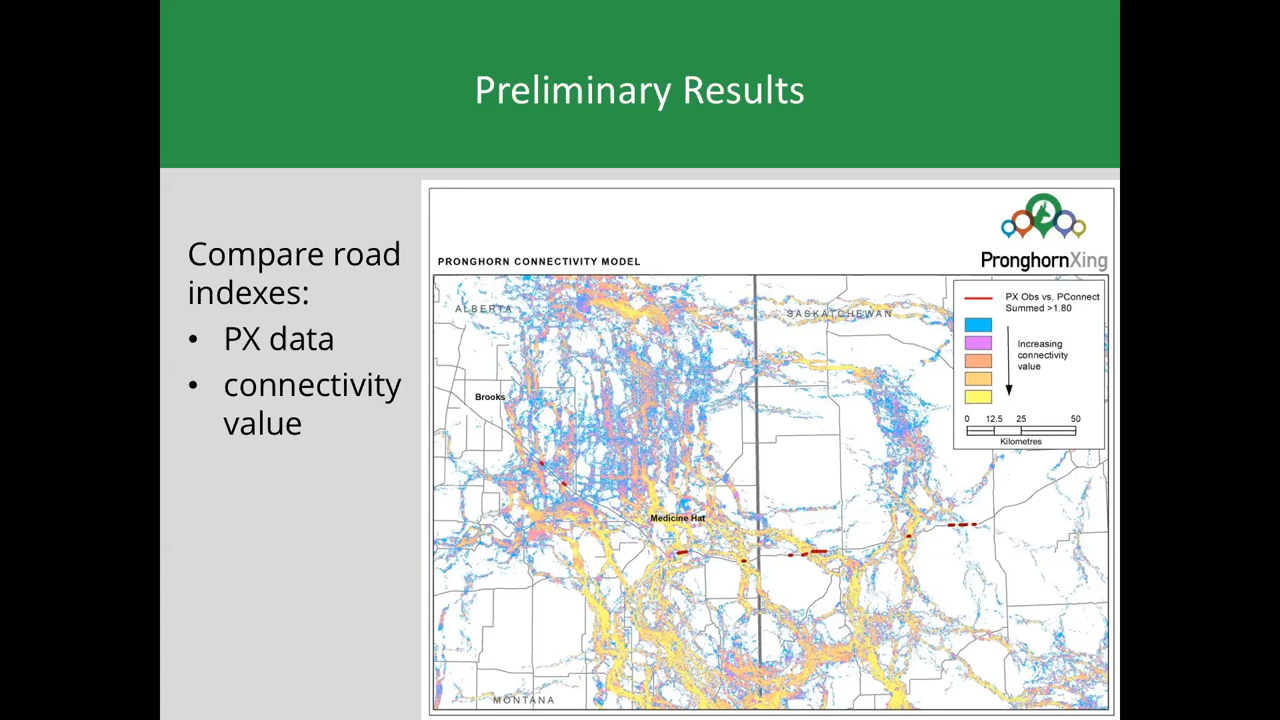 Preliminary Results
Compare road
indexes:
• PX data
• connectivity
value
PronghornXing
PRONGHORN CONNECTIVITY MODEL
ALBERTA
SASKATCHEWAN
PX Obs vs. PConnect
Summed >1.80
Increasing
connectivity
value
0 12.5 25 50
Kilometres
Brooks
Medicine Hat
MONTANA